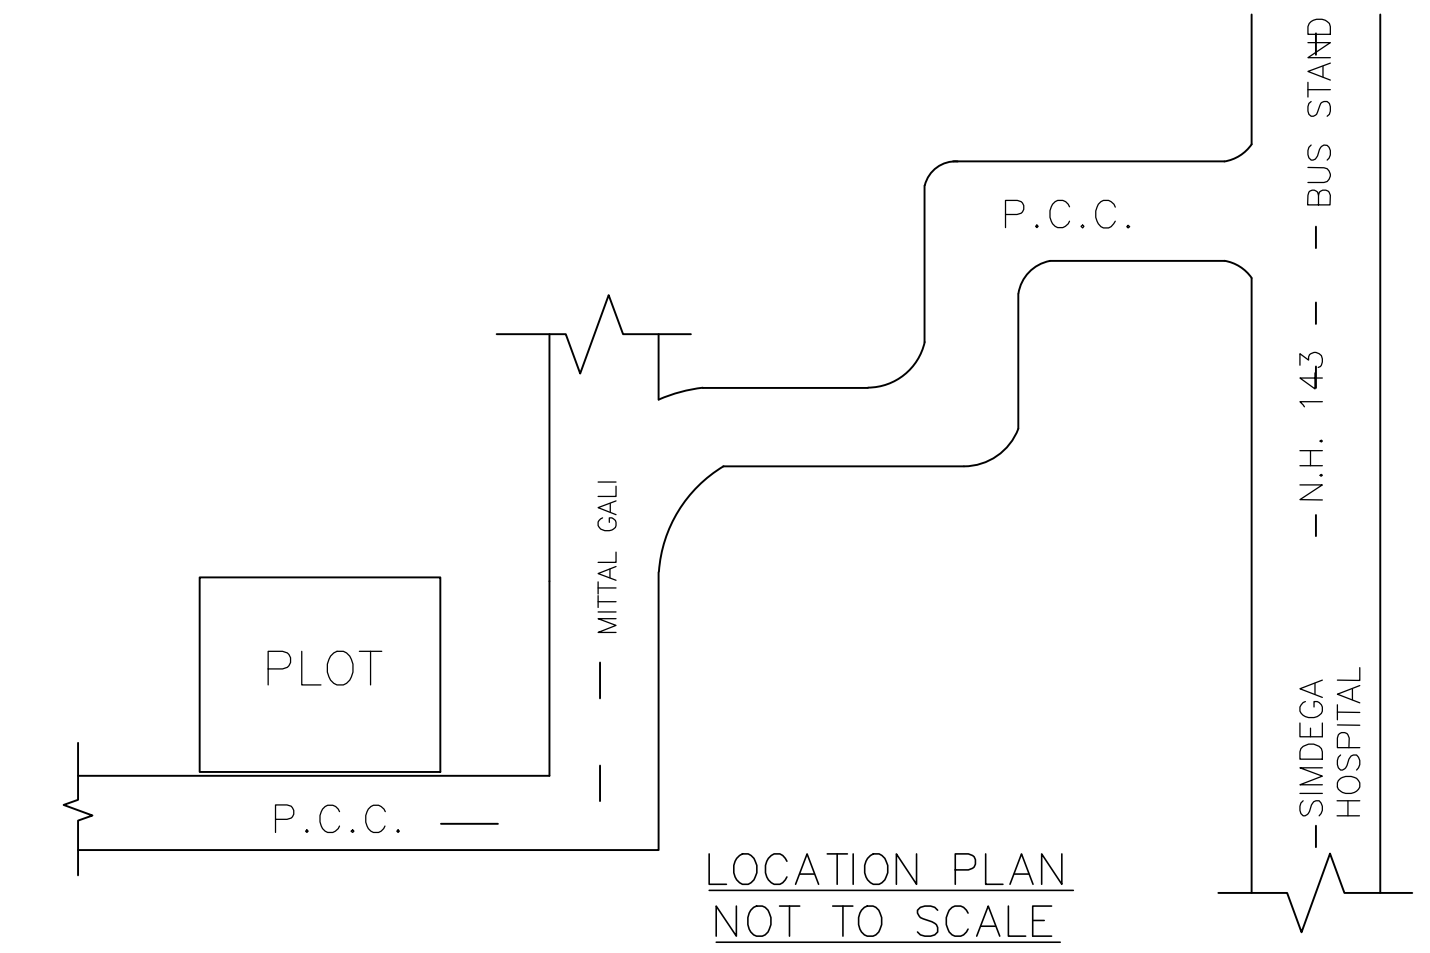 BUS STAND
P.C.C.
N.H. 143
MITTAL GALI
PLOT
SIMDEGA
HOSPITAL
P.C.C.
LOCATION PLAN
NOT TO SCALE